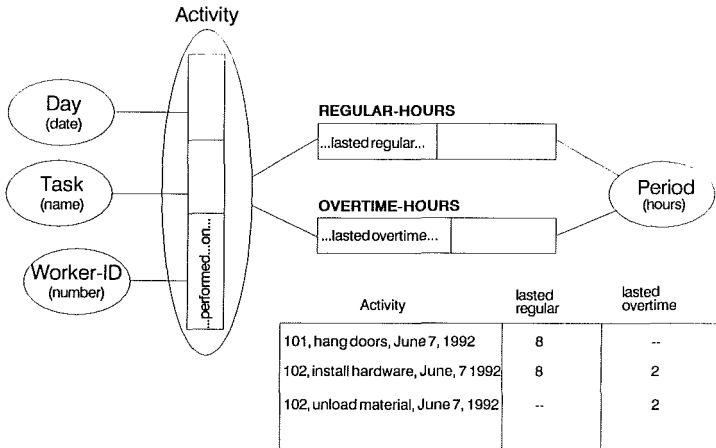 Activity
Day
(date)
Task
(name)
Worker-ID
(number)
...performed...on...
REGULAR-HOURS
...lasted regular...
OVERTIME-HOURS
...lasted overtime...
Period
(hours)
Activity lasted regular lasted overtime
101, hang doors, June 7, 1992 8 --
102, install hardware, June, 7 1992 8 2
102, unload material, June 7, 1992 -- 2